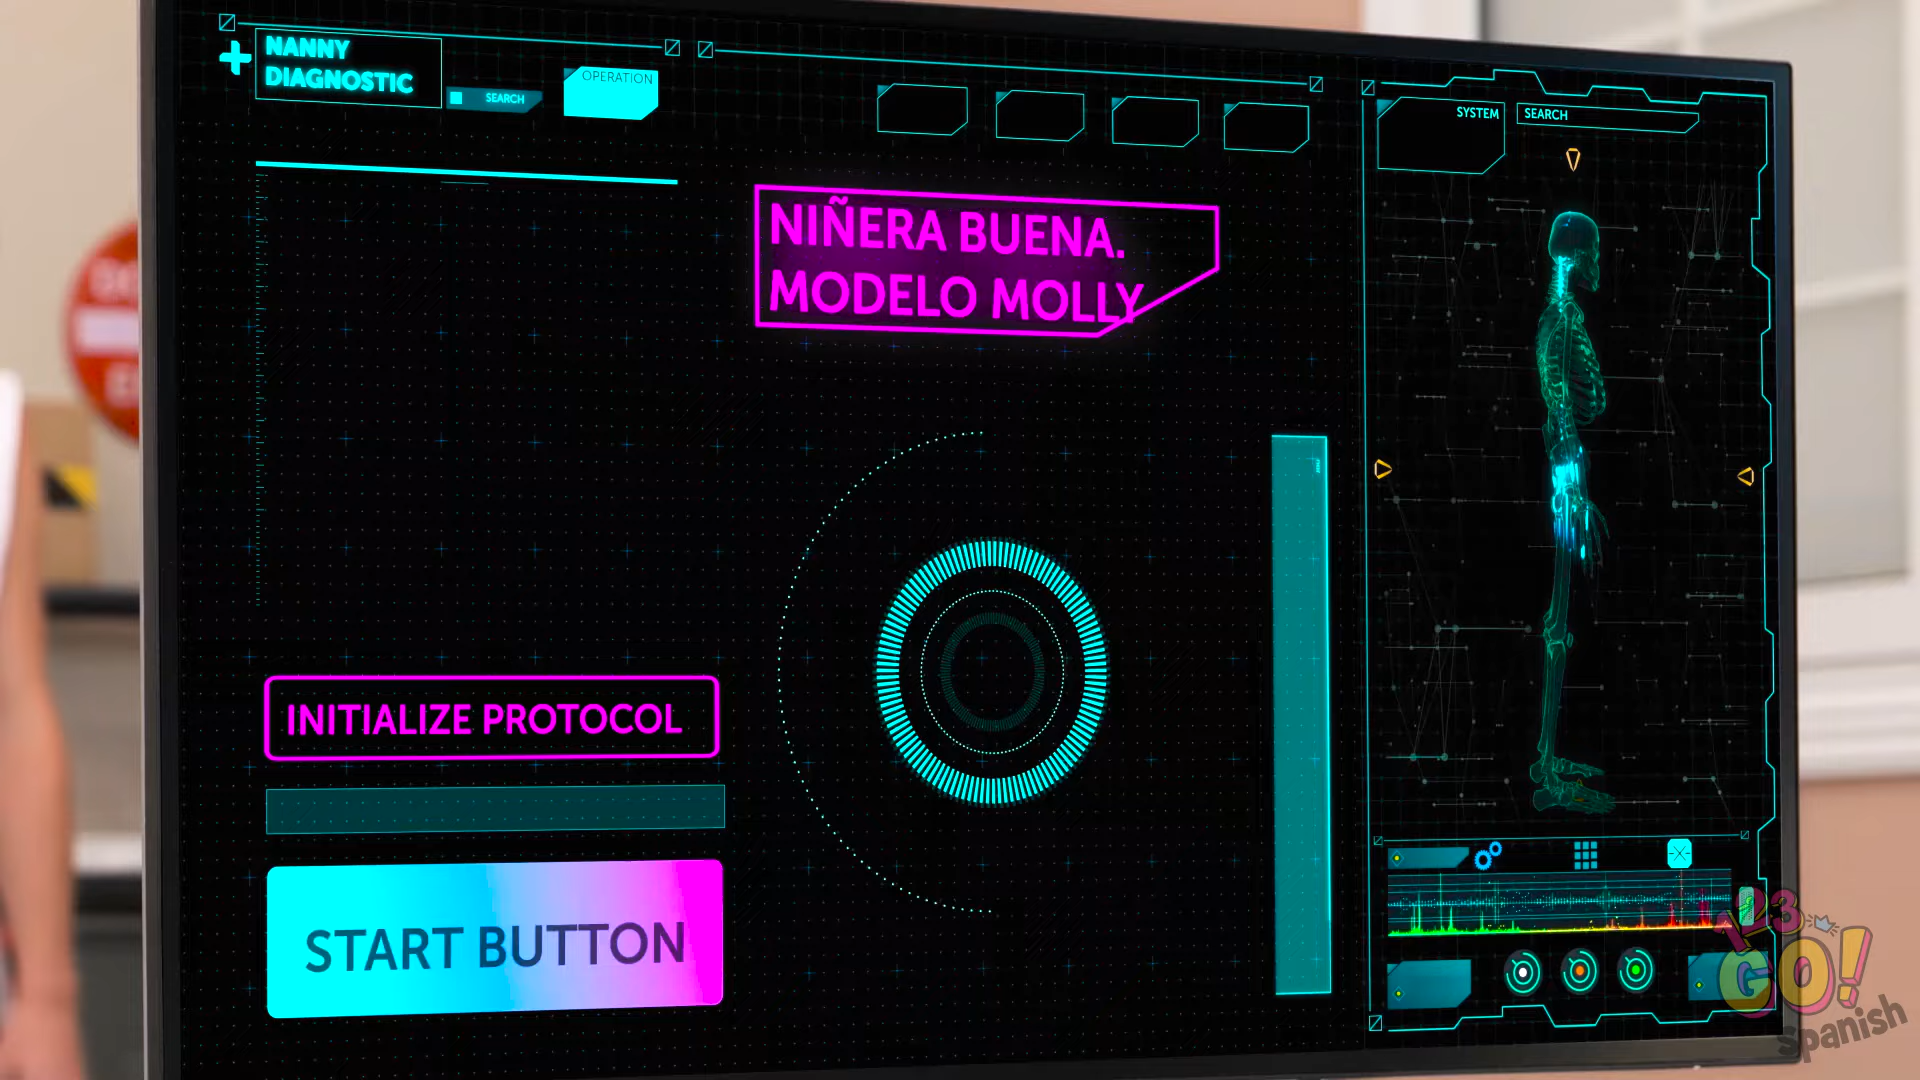 NANNY
DIAGNOSTIC
SEARCH
OPERATION
SYSTEM
SEARCH
NIÑERA BUENA.
MODELO MOLLY
INITIALIZE PROTOCOL
START BUTTON
123
GO!
Spanish